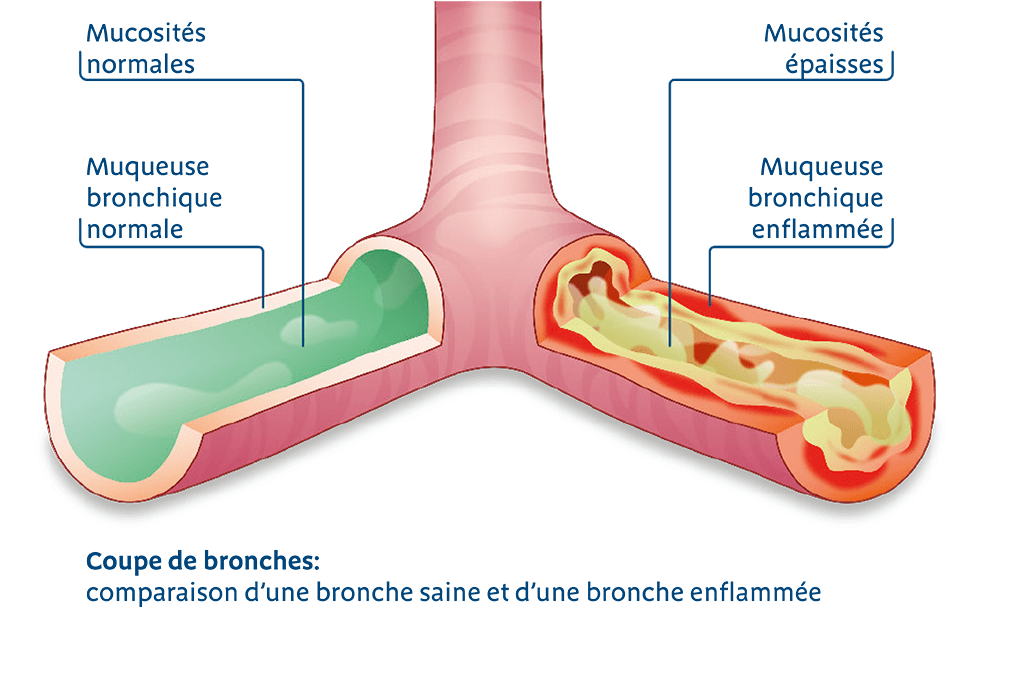 Mucosités
normales
Mucosités
épaisses
Muqueuse
bronchique
normale
Muqueuse
bronchique
enflammée
Coupe de bronches:
comparaison d’une bronche saine et d’une bronche enflammée